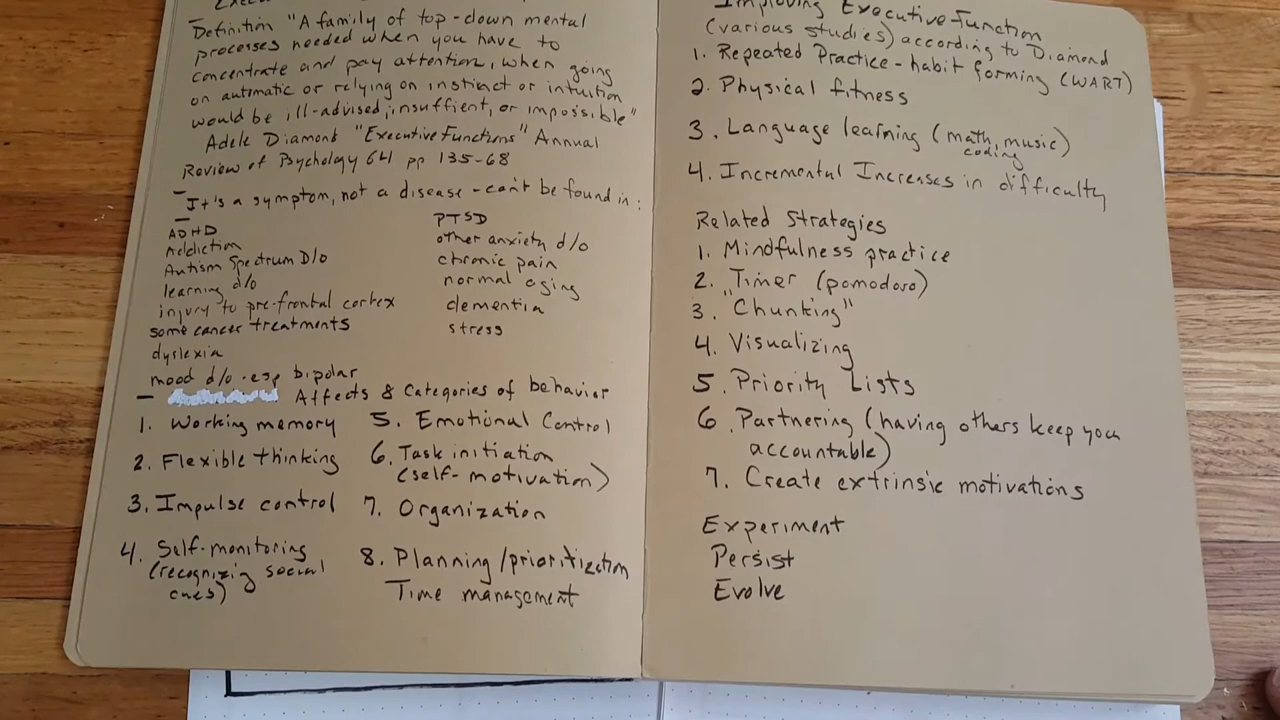 Definition "A family of top-down mental
processes needed when you have to
concentrate and pay attention, when going
on automatic or relying on instinct or intuition
would be ill-advised, insufficient, or impossible"
Adele Diamond "Executive Functions" Annual
Review of Psychology 64 pp 135-68
- It's a symptom, not a disease - can't be found in:
-
ADHD
Addiction
Autism Spectrum D/o
learning d/o
injury to pre-frontal cortex
some cancer treatments
dyslexia
mood d/o - esp bipolar
PTSD
other anxiety d/o
chronic pain
normal aging
dementia
stress
- Affects 8 Categories of behavior
1. Working memory
2. Flexible thinking
3. Impulse control
4. Self-monitoring
(recognizing social
cues)
5. Emotional Control
6. Task initiation
(self-motivation)
7. Organization
8. Planning/prioritization
Time management
Improving Executive Function
(various studies) according to Diamond
1. Repeated Practice - habit forming (WART)
2. Physical fitness
3. Language learning (math, music)
coding
4. Incremental Increases in difficulty
Related Strategies
1. Mindfulness practice
2. Timer (pomodoro)
3. "Chunking"
4. Visualizing
5. Priority Lists
6. Partnering (having others keep you
accountable)
7. Create extrinsic motivations
Experiment
Persist
Evolve